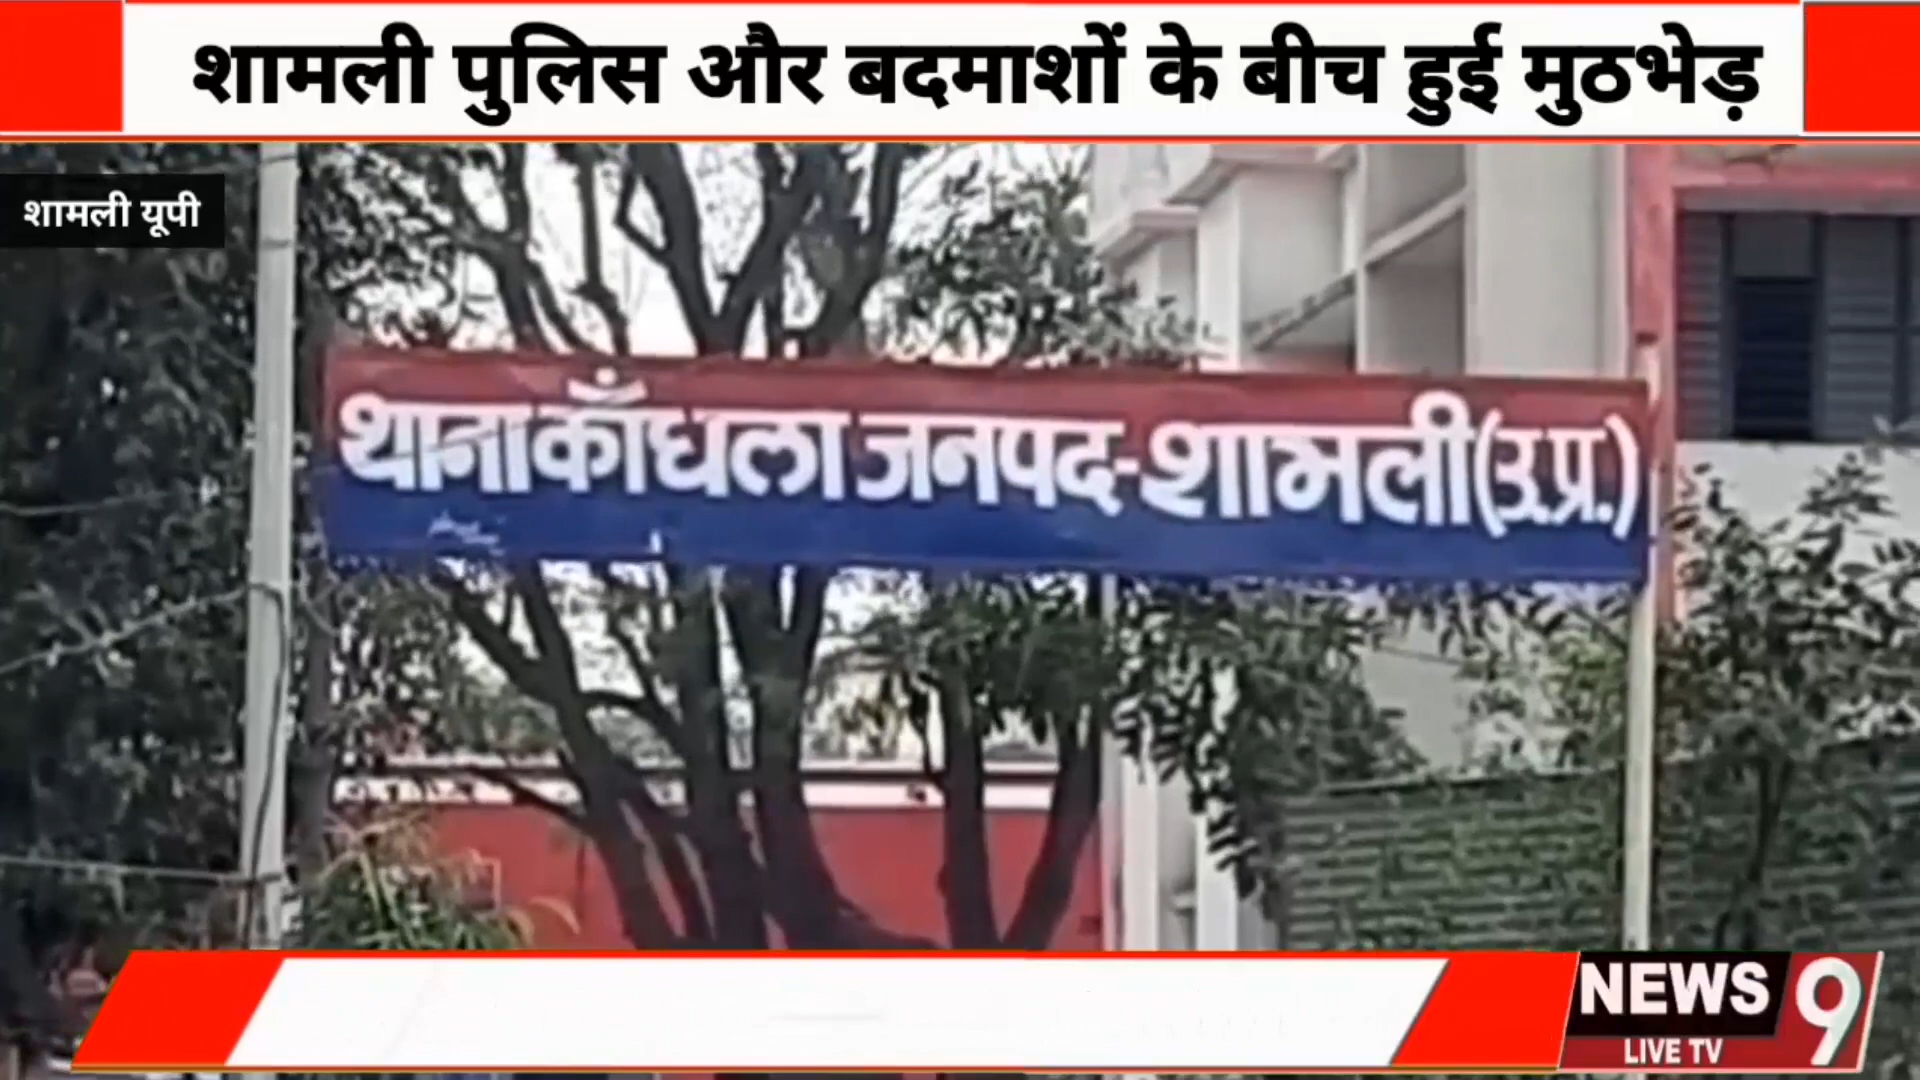 शामली पुलिस और बदमाशों के बीच हुई मुठभेड़
शामली यूपी
थाना काँधला जनपद-शामली (उ.प्र.)
NEWS 9
LIVE TV